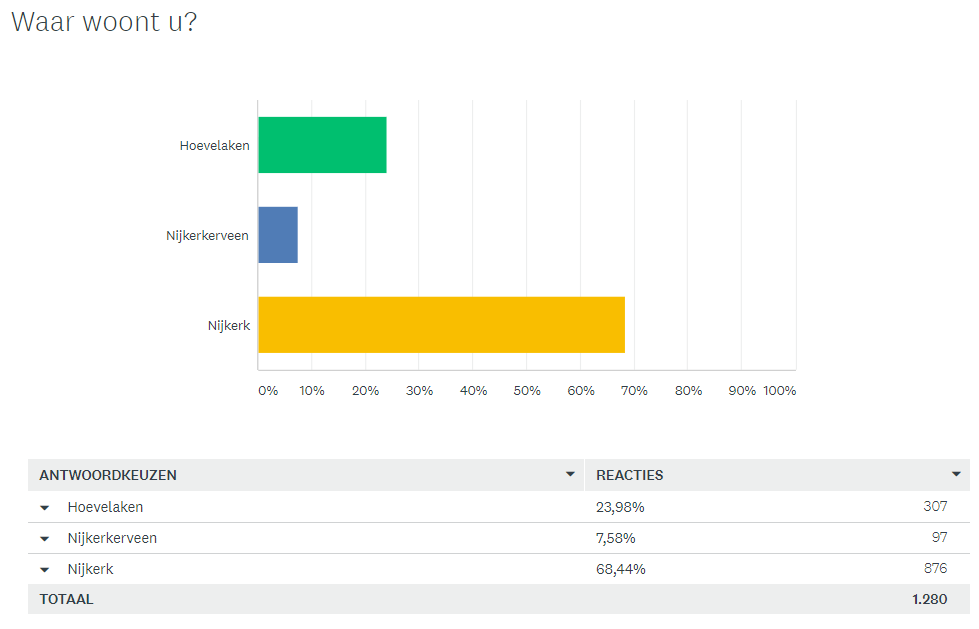 Waar woont u?
Hoevelaken
Nijkerkerveen
Nijkerk
0% 10% 20% 30% 40% 50% 60% 70% 80% 90% 100%
ANTWOORDKEUZEN REACTIES
Hoevelaken 23,98% 307
Nijkerkerveen 7,58% 97
Nijkerk 68,44% 876
TOTAAL 1.280